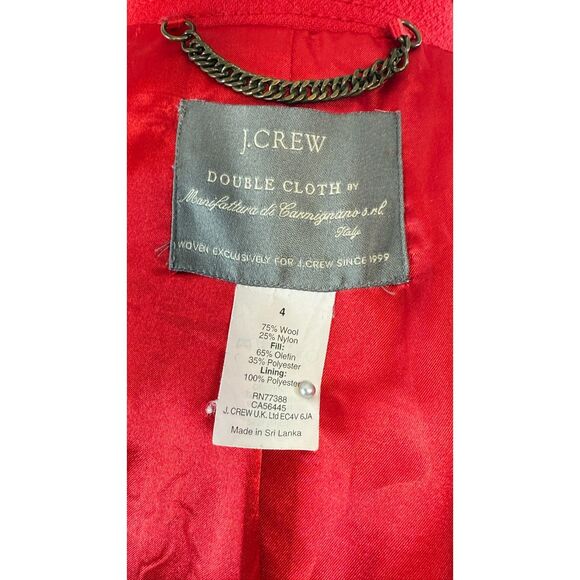 J.CREW
DOUBLE CLOTH BY
Manifattura di Carmignano s.r.l.
Italy
WOVEN EXCLUSIVELY FOR J.CREW SINCE 1999
4
75% Wool
25% Nylon
Fill:
65% Olefin
35% Polyester
Lining:
100% Polyester
RN77388
CA56445
J. CREW U.K. Ltd EC4V 6JA
Made in Sri Lanka